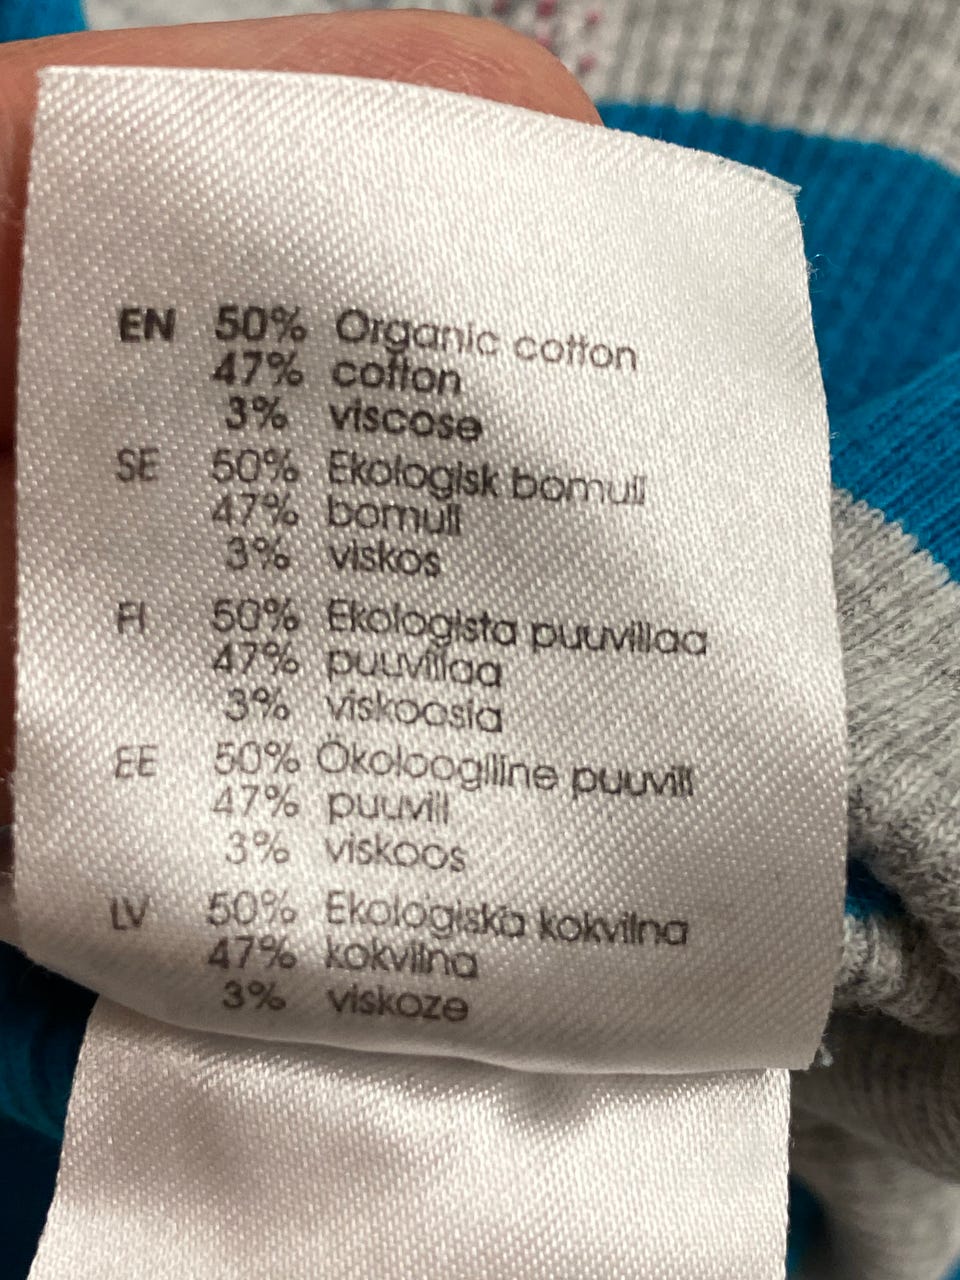 EN 50% Organic cotton
47% cotton
3% viscose
SE 50% Ekologisk bomull
47% bomull
3% viskos
FI 50% Ekologista puuvillaa
47% puuvillaa
3% viskoosia
EE 50% Ökoloogiline puuvill
47% puuvill
3% viskoos
LV 50% Ekoloģiska kokvilna
47% kokvilna
3% viskoze